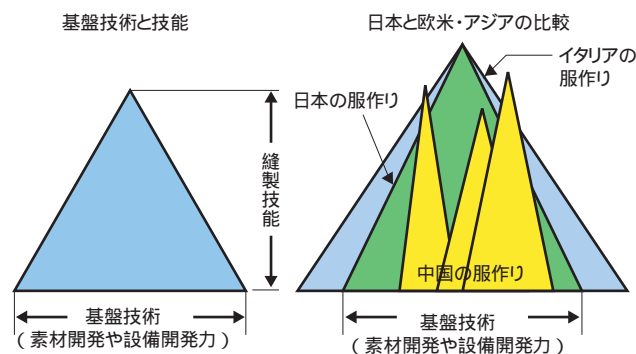 基盤技術と技能
縫製技能
基盤技術
(素材開発や設備開発力)
日本と欧米・アジアの比較
イタリアの
服作り
日本の服作り
中国の服作り
基盤技術
(素材開発や設備開発力)